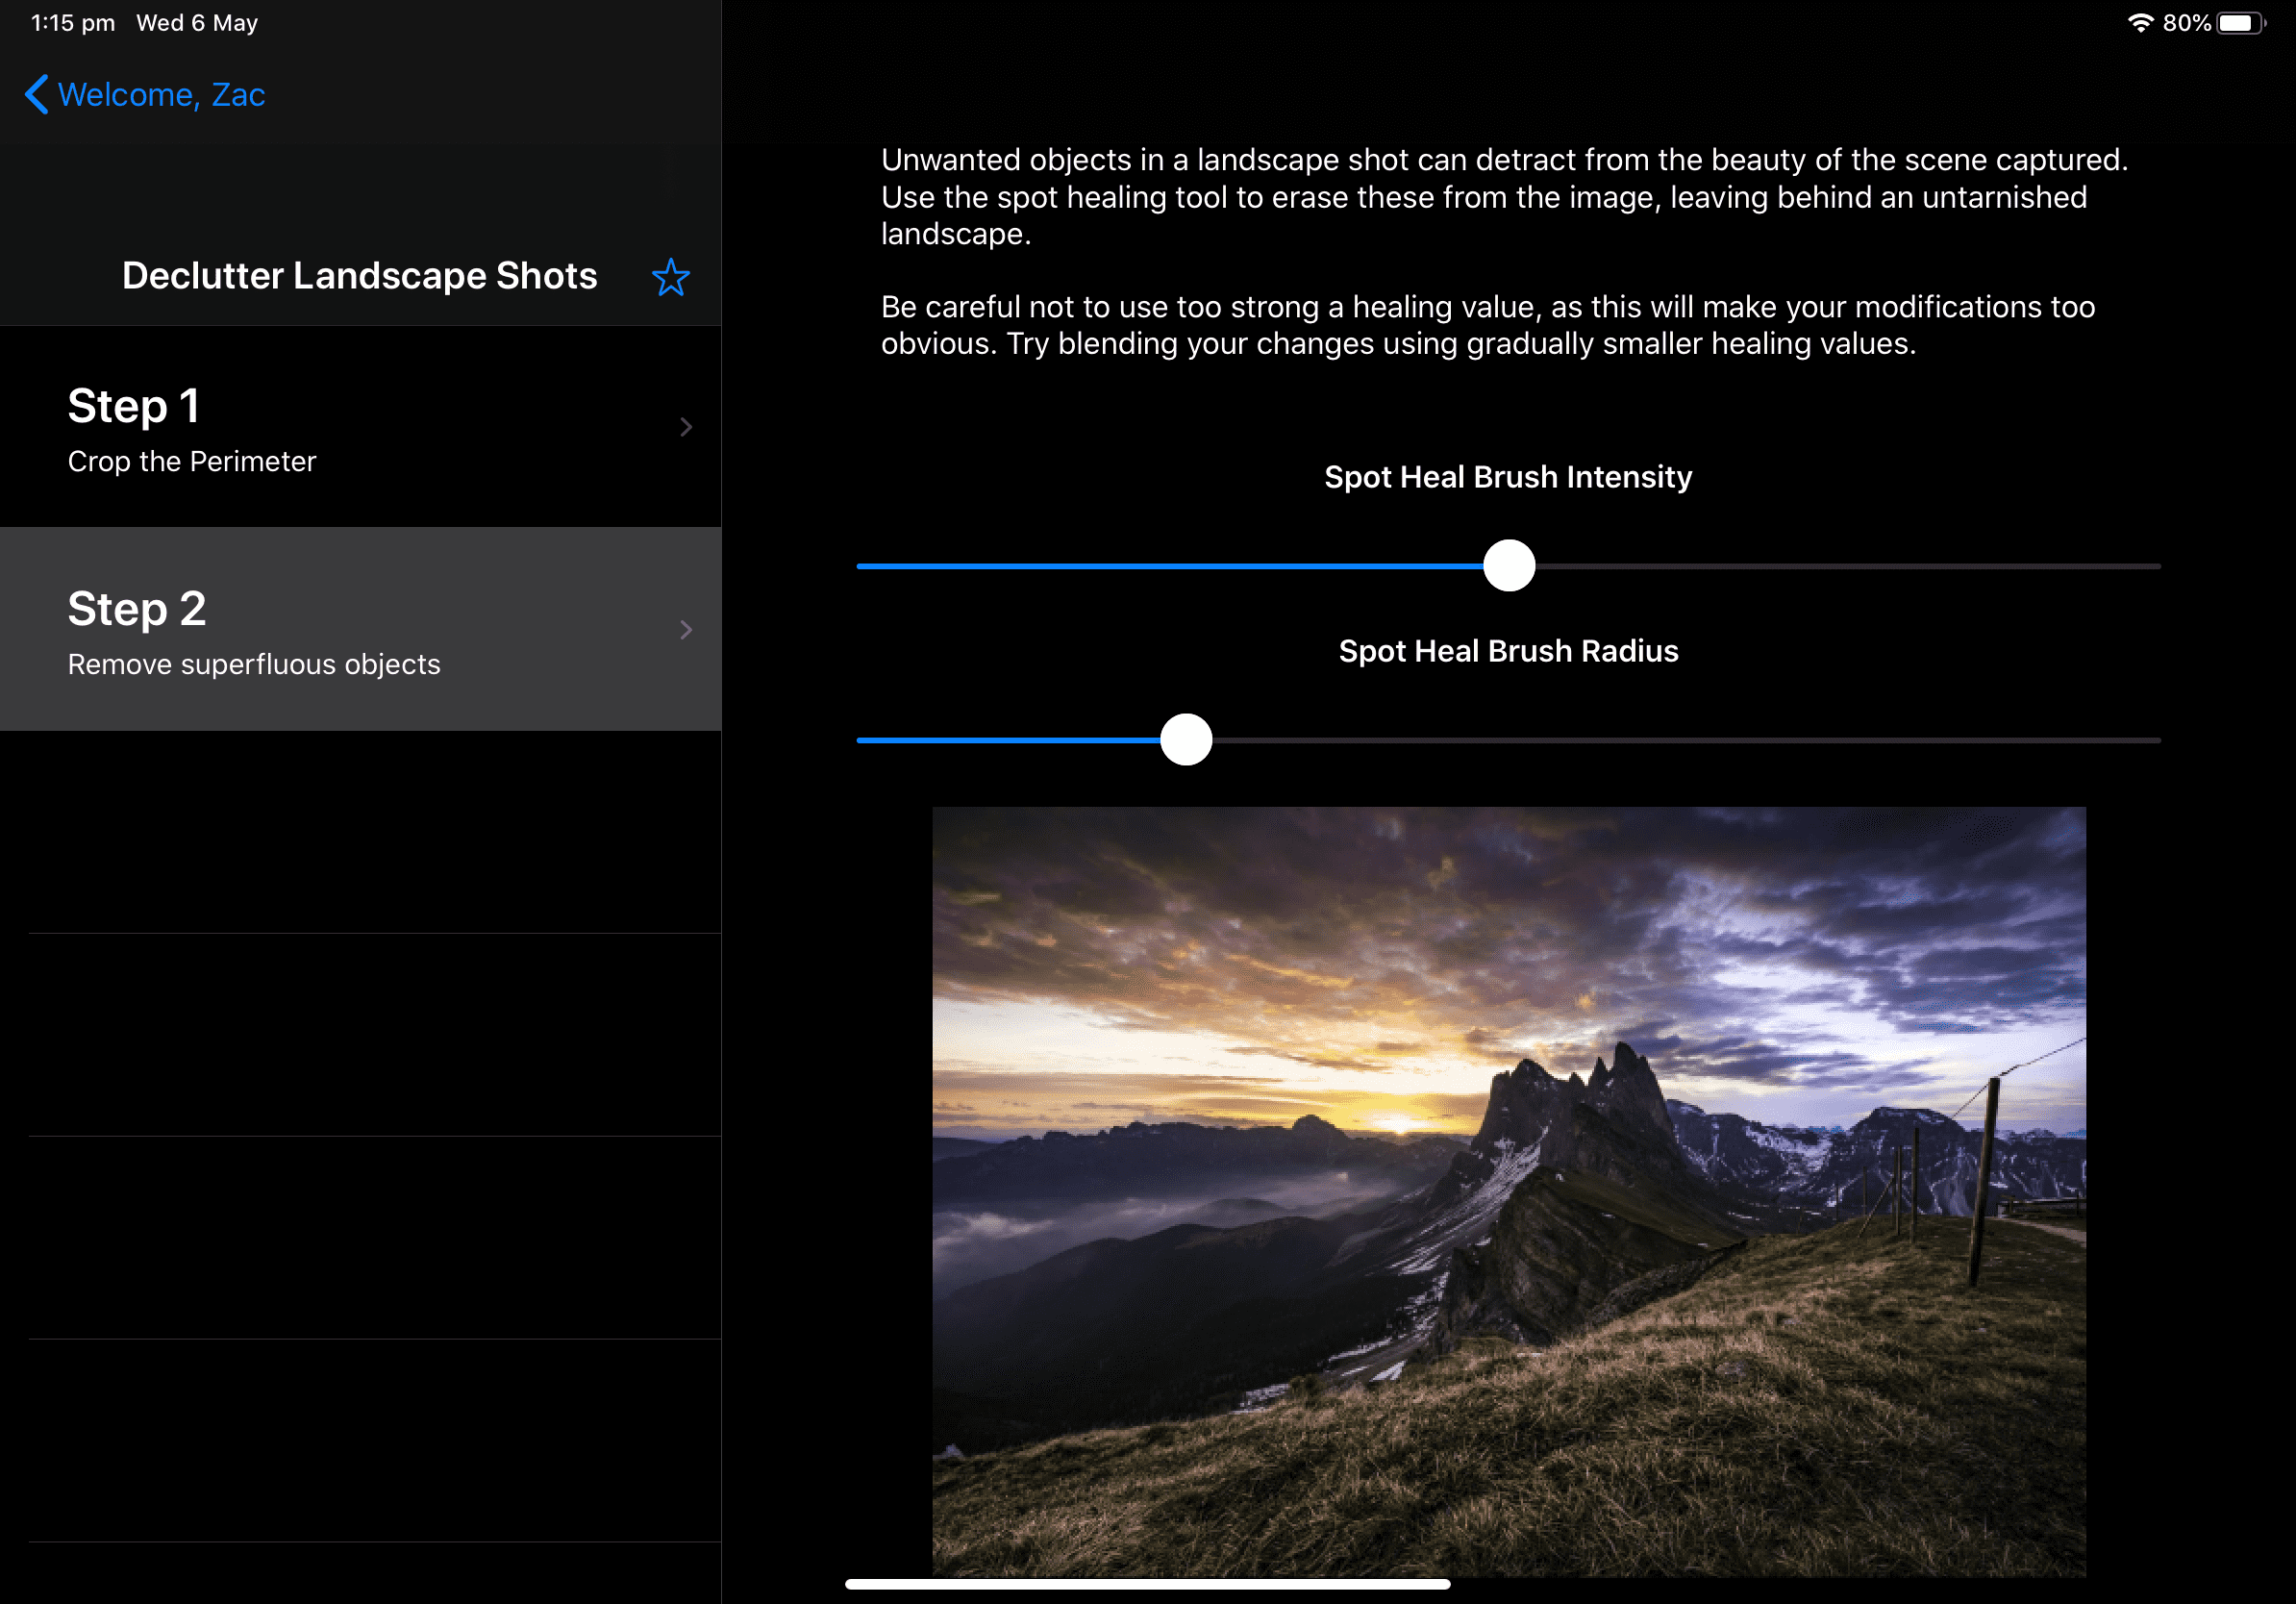 1:15 pm Wed 6 May
80%
Welcome, Zac
Declutter Landscape Shots
Step 1
Crop the Perimeter
Step 2
Remove superfluous objects
Unwanted objects in a landscape shot can detract from the beauty of the scene captured.
Use the spot healing tool to erase these from the image, leaving behind an untarnished
landscape.
Be careful not to use too strong a healing value, as this will make your modifications too
obvious. Try blending your changes using gradually smaller healing values.
Spot Heal Brush Intensity
Spot Heal Brush Radius